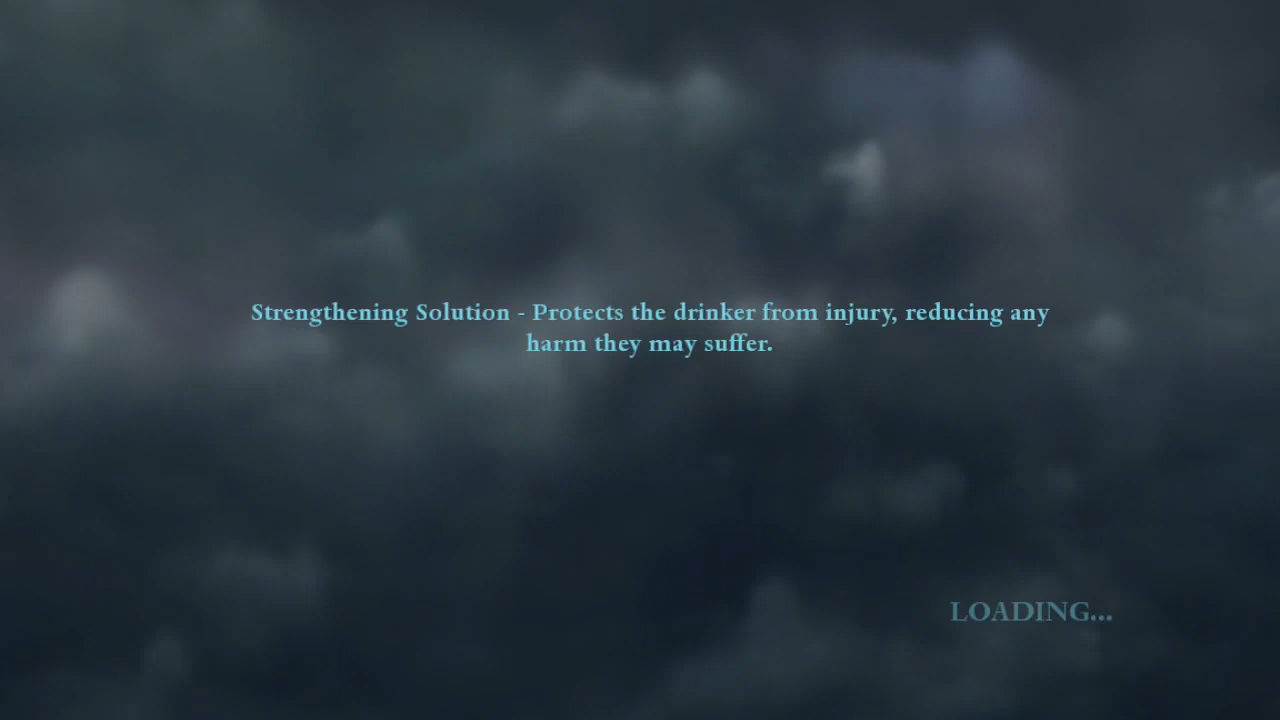 Strengthening Solution - Protects the drinker from injury, reducing any
harm they may suffer.
LOADING...